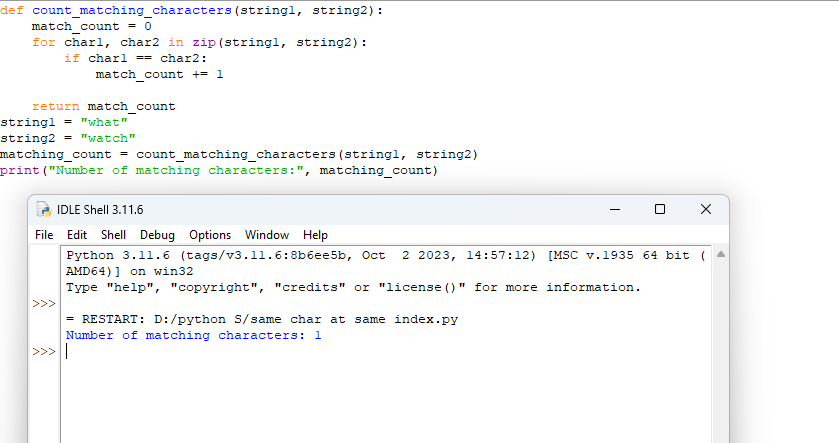 def count_matching_characters(string1, string2):
    match_count = 0
    for char1, char2 in zip(string1, string2):
        if char1 == char2:
            match_count += 1

    return match_count
string1 = "what"
string2 = "watch"
matching_count = count_matching_characters(string1, string2)
print("Number of matching characters:", matching_count)
IDLE Shell 3.11.6
File Edit Shell Debug Options Window Help
Python 3.11.6 (tags/v3.11.6:8b6ee5b, Oct  2 2023, 14:57:12) [MSC v.1935 64 bit (
AMD64)] on win32
Type "help", "copyright", "credits" or "license()" for more information.
>>>
= RESTART: D:/python S/same char at same index.py
Number of matching characters: 1
>>>